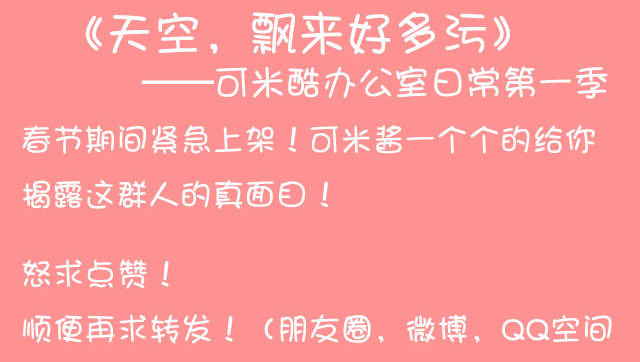 《天空，飘来好多污》
——可米酷办公室日常第一季
春节期间紧急上架！可米酱一个个的给你
揭露这群人的真面目！
怒求点赞！
顺便再求转发！（朋友圈，微博，QQ空间